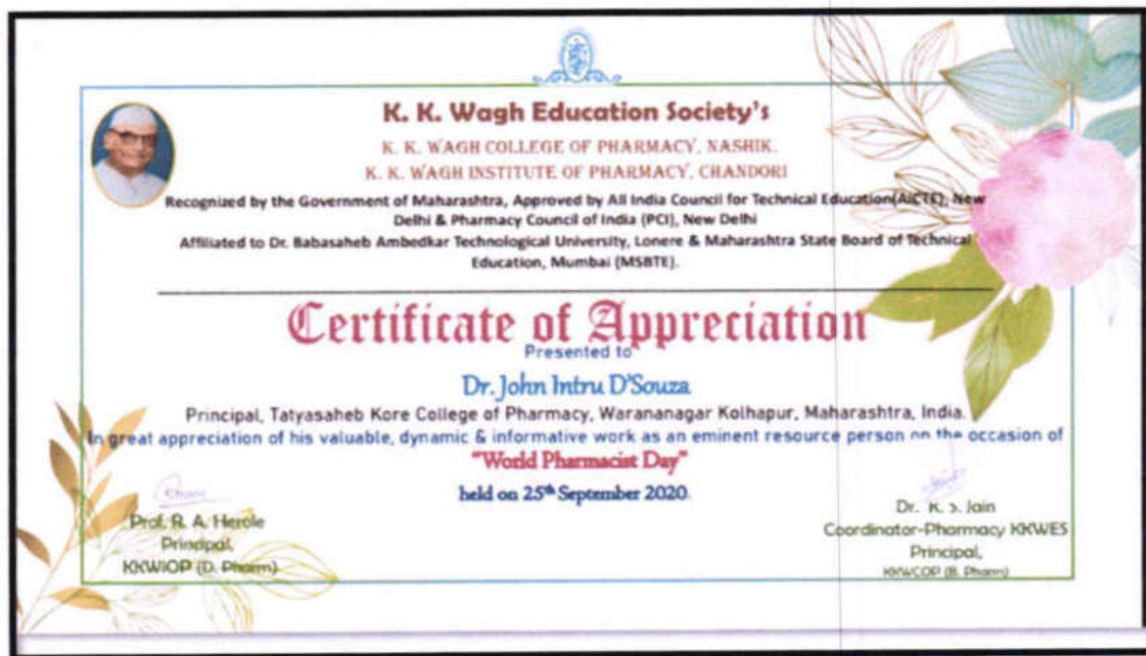 K. K. Wagh Education Society's
K. K. WAGH COLLEGE OF PHARMACY, NASHIK.
K. K. WAGH INSTITUTE OF PHARMACY, CHANDORI
Recognized by the Government of Maharashtra, Approved by All India Council for Technical Education(AICTE), New
Delhi & Pharmacy Council of India (PCI), New Delhi
Affiliated to Dr. Babasaheb Ambedkar Technological University, Lonere & Maharashtra State Board of Technical
Education, Mumbai (MSBTE).
Certificate of Appreciation
Presented to
Dr. John Intru D'Souza
Principal, Tatyasaheb Kore College of Pharmacy, Warananagar Kolhapur, Maharashtra, India.
In great appreciation of his valuable, dynamic & informative work as an eminent resource person on the occasion of
"World Pharmacist Day"
held on 25th September 2020.
Prof. R. A. Herole
Principal,
KKWIOP (D. Pharm)
Dr. K. S. Jain
Coordinator-Pharmacy KKWES
Principal,
KKWCOP (B. Pharm)